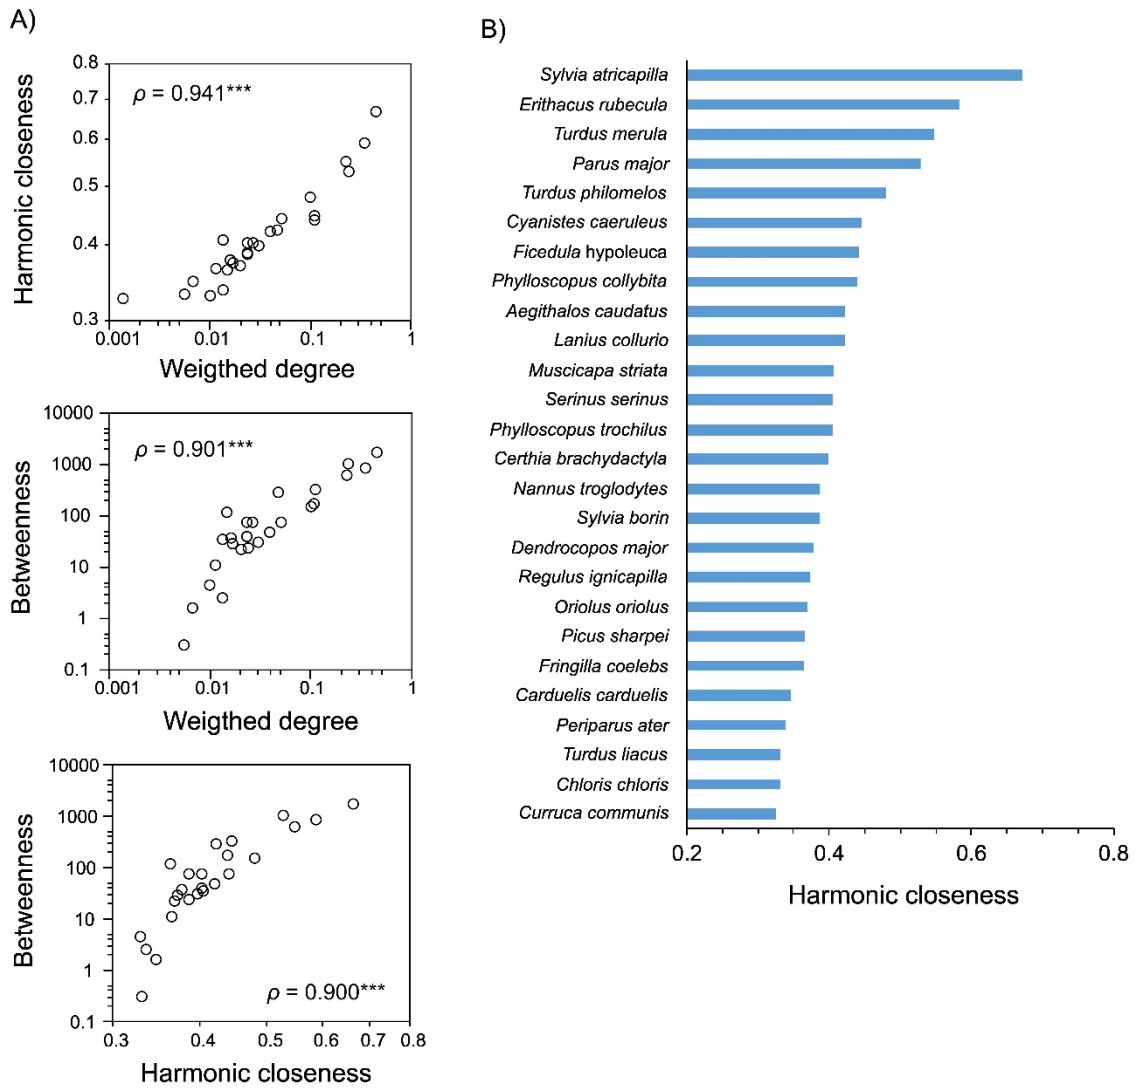 A)
0.8
0.7
0.6
0.5
0.4
0.3
Harmonic closeness
ρ = 0.941***
0.001 0.01 0.1 1
Weigthed degree
10000
1000
100
10
1
0.1
Betweenness
ρ = 0.901***
0.001 0.01 0.1 1
Weigthed degree
10000
1000
100
10
1
0.1
Betweenness
ρ = 0.900***
0.3 0.4 0.5 0.6 0.7 0.8
Harmonic closeness
B)
Sylvia atricapilla
Erithacus rubecula
Turdus merula
Parus major
Turdus philomelos
Cyanistes caeruleus
Ficedula hypoleuca
Phylloscopus collybita
Aegithalos caudatus
Lanius collurio
Muscicapa striata
Serinus serinus
Phylloscopus trochilus
Certhia brachydactyla
Nannus troglodytes
Sylvia borin
Dendrocopos major
Regulus ignicapilla
Oriolus oriolus
Picus sharpei
Fringilla coelebs
Carduelis carduelis
Periparus ater
Turdus liacus
Chloris chloris
Curruca communis
0.2 0.4 0.6 0.8
Harmonic closeness